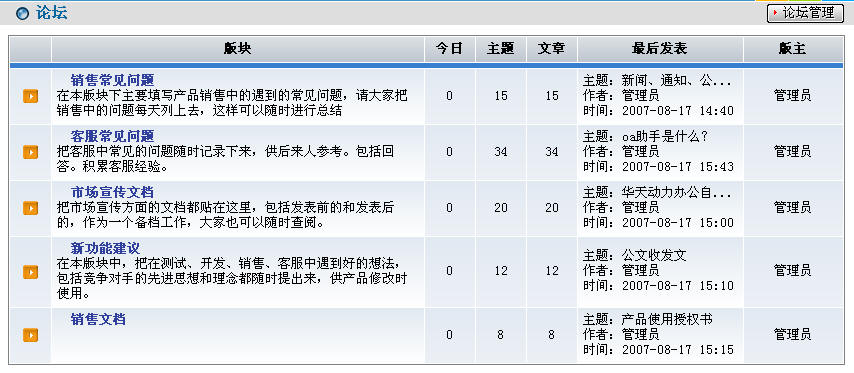 论坛
论坛管理
版块 今日 主题 文章 最后发表 版主
销售常见问题
在本版块下主要填写产品销售中的遇到的常见问题，请大家把
销售中的问题每天列上去，这样可以随时进行总结
0 15 15
主题：新闻、通知、公...
作者：管理员
时间：2007-08-17 14:40
管理员
客服常见问题
把客服中常见的问题随时记录下来，供后来人参考。包括回
答。积累客服经验。
0 34 34
主题：oa助手是什么？
作者：管理员
时间：2007-08-17 15:43
管理员
市场宣传文档
把市场宣传方面的文档都贴在这里，包括发表前的和发表后
的，作为一个备档工作，大家也可以随时查阅。
0 20 20
主题：华天动力办公自...
作者：管理员
时间：2007-08-17 15:00
管理员
新功能建议
在本版块中，把在测试、开发、销售、客服中遇到好的想法，
包括竞争对手的先进思想和理念都随时提出来，供产品修改时
使用。
0 12 12
主题：公文收发文
作者：管理员
时间：2007-08-17 15:10
管理员
销售文档
0 8 8
主题：产品使用授权书
作者：管理员
时间：2007-08-17 15:15
管理员